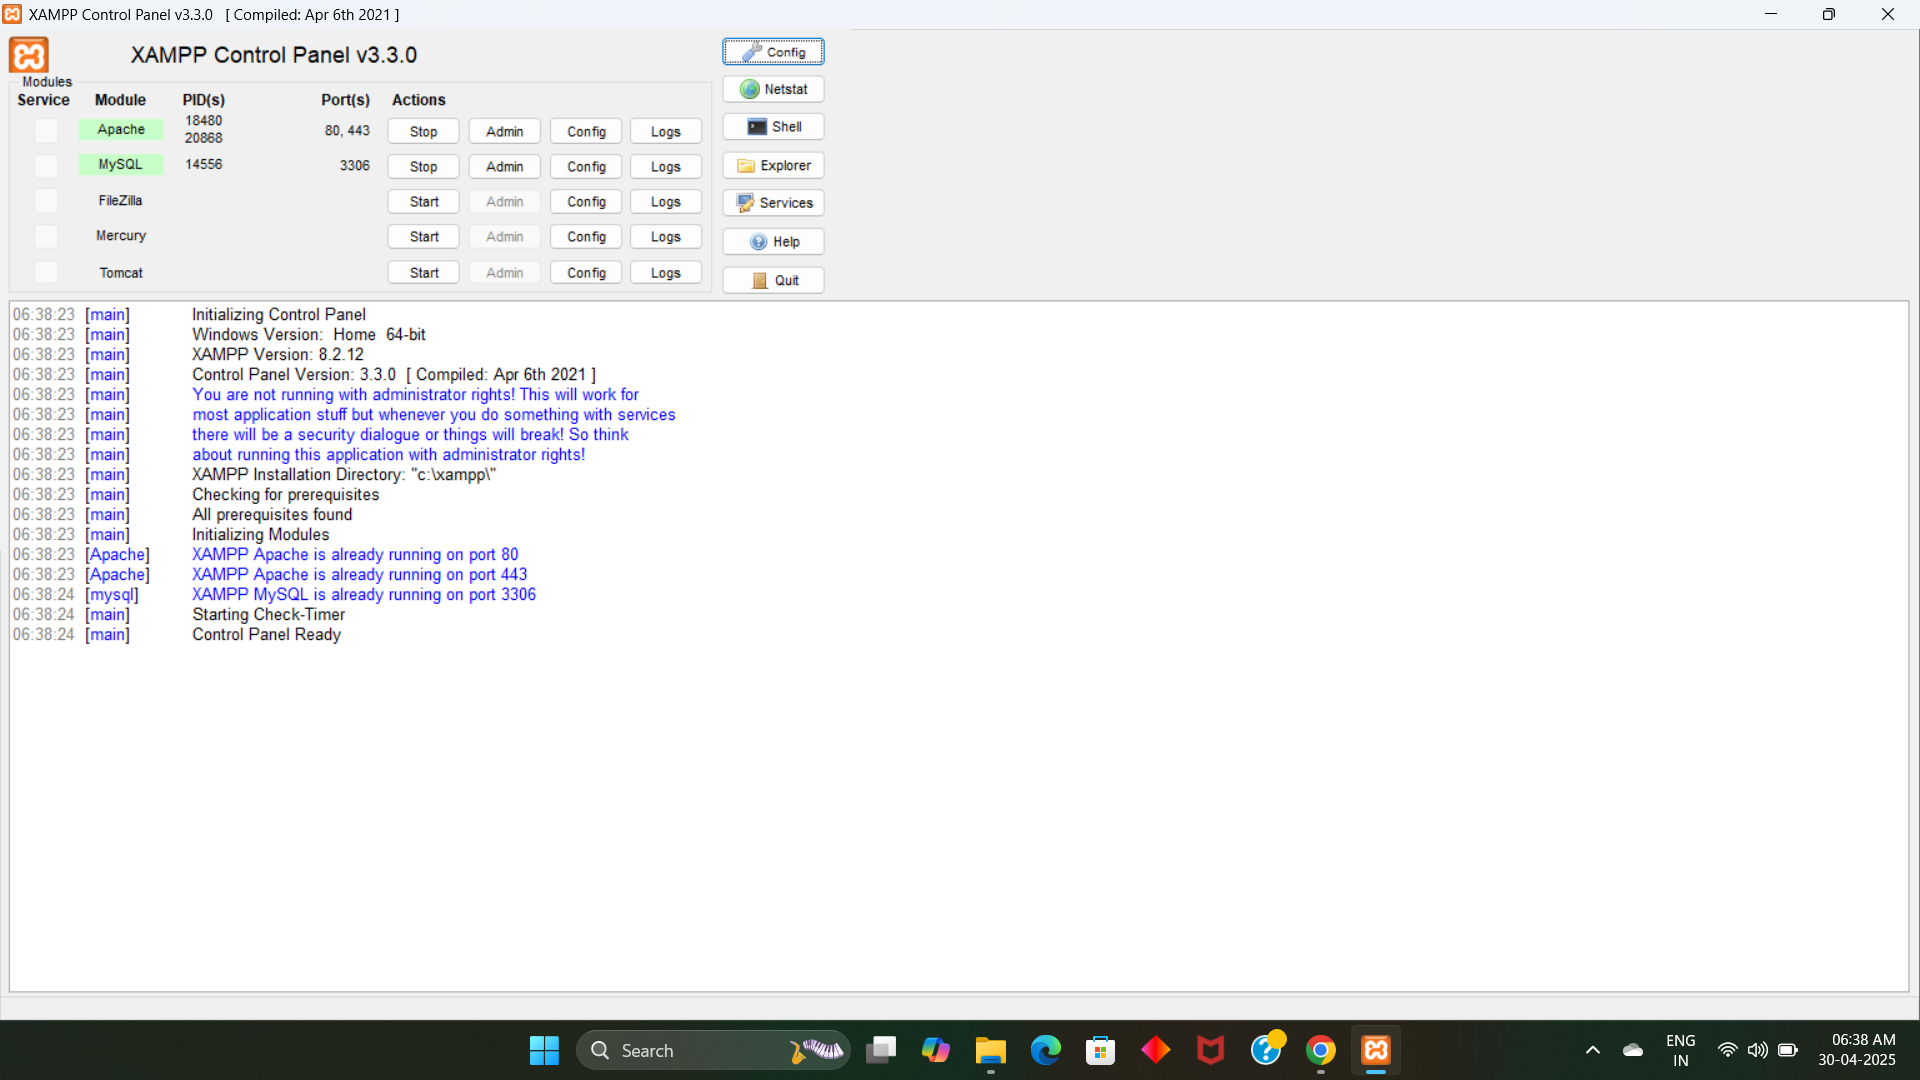 XAMPP Control Panel v3.3.0 [ Compiled: Apr 6th 2021 ]
XAMPP Control Panel v3.3.0
Config
Modules
Netstat
Service Module PID(s) Port(s) Actions
Apache 18480 20868 80, 443 Stop Admin Config Logs
Shell
MySQL 14556 3306 Stop Admin Config Logs
Explorer
FileZilla Start Admin Config Logs
Services
Mercury Start Admin Config Logs
Help
Tomcat Start Admin Config Logs
Quit
06:38:23 [main] Initializing Control Panel
06:38:23 [main] Windows Version: Home 64-bit
06:38:23 [main] XAMPP Version: 8.2.12
06:38:23 [main] Control Panel Version: 3.3.0 [ Compiled: Apr 6th 2021 ]
06:38:23 [main] You are not running with administrator rights! This will work for
06:38:23 [main] most application stuff but whenever you do something with services
06:38:23 [main] there will be a security dialogue or things will break! So think
06:38:23 [main] about running this application with administrator rights!
06:38:23 [main] XAMPP Installation Directory: "c:\xampp\"
06:38:23 [main] Checking for prerequisites
06:38:23 [main] All prerequisites found
06:38:23 [main] Initializing Modules
06:38:23 [Apache] XAMPP Apache is already running on port 80
06:38:23 [Apache] XAMPP Apache is already running on port 443
06:38:24 [mysql] XAMPP MySQL is already running on port 3306
06:38:24 [main] Starting Check-Timer
06:38:24 [main] Control Panel Ready
Search
ENG
IN
06:38 AM
30-04-2025